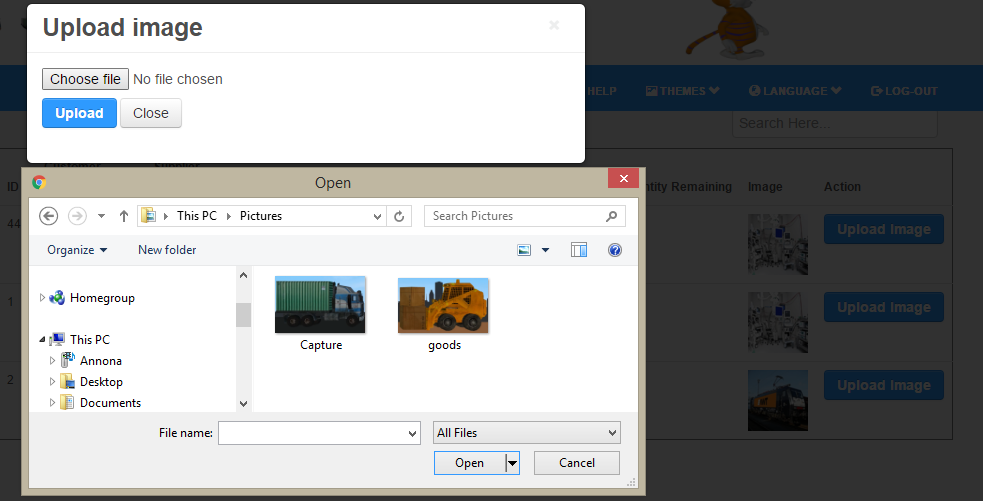 Upload image
Choose file No file chosen
Upload Close
HELP THEMES LANGUAGE LOG-OUT
Search Here...
Customer Supplier
ID ntity Remaining Image Action
Open
This PC Pictures
Search Pictures
Organize New folder
44 Upload Image
Homegroup
This PC
Annona
Desktop
Documents
Capture goods
1 Upload Image
2 Upload Image
File name: All Files
Open Cancel